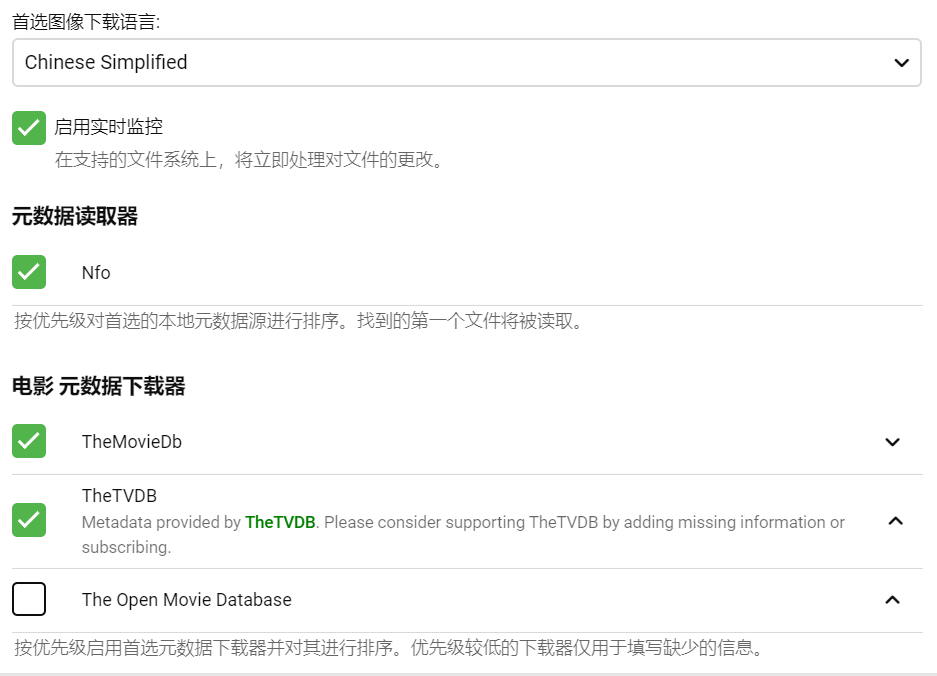 首选图像下载语言:
Chinese Simplified
启用实时监控
在支持的文件系统上，将立即处理对文件的更改。
元数据读取器
Nfo
按优先级对首选的本地元数据源进行排序。找到的第一个文件将被读取。
电影 元数据下载器
TheMovieDb
TheTVDB
Metadata provided by TheTVDB. Please consider supporting TheTVDB by adding missing information or
subscribing.
The Open Movie Database
按优先级启用首选元数据下载器并对其进行排序。优先级较低的下载器仅用于填写缺少的信息。